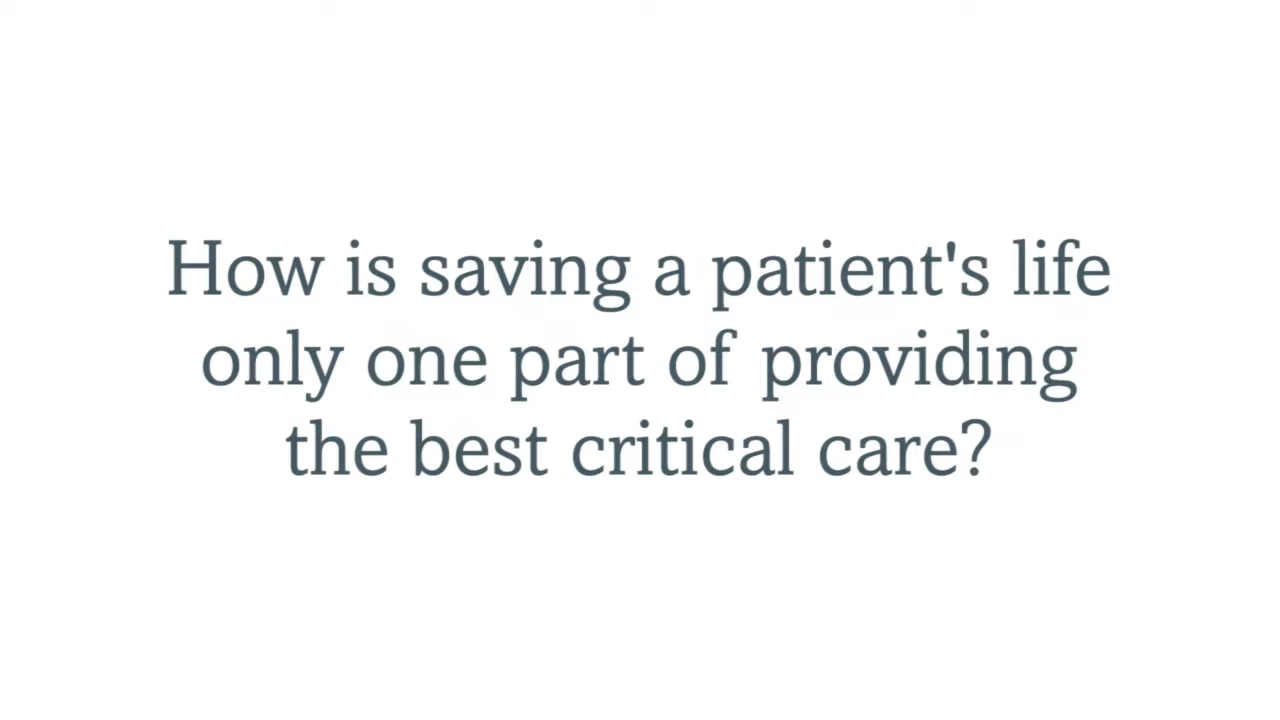 How is saving a patient's life
only one part of providing
the best critical care?